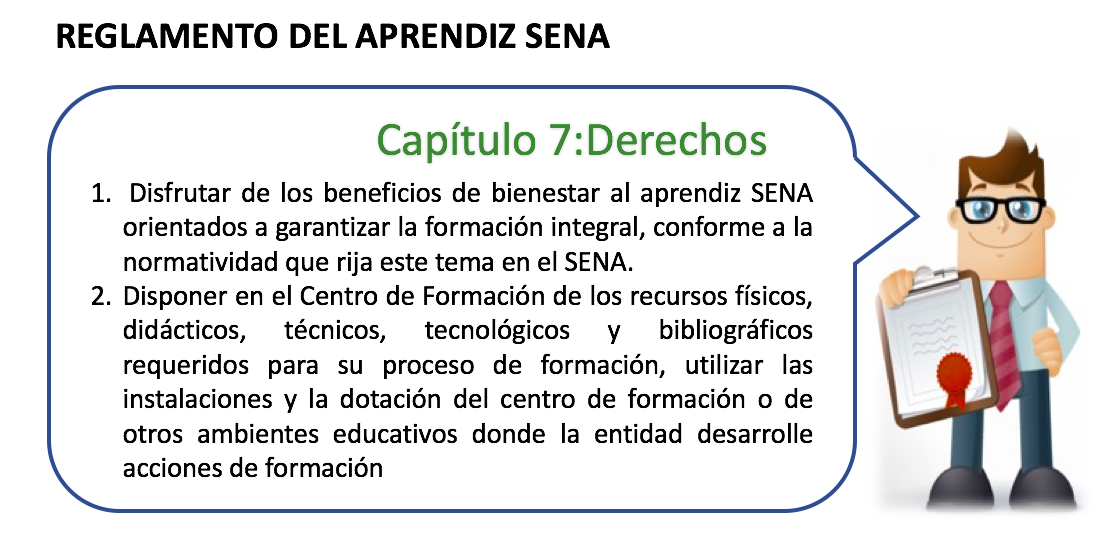 REGLAMENTO DEL APRENDIZ SENA
Capítulo 7:Derechos
1. Disfrutar de los beneficios de bienestar al aprendiz SENA
orientados a garantizar la formación integral, conforme a la
normatividad que rija este tema en el SENA.
2. Disponer en el Centro de Formación de los recursos físicos,
didácticos, técnicos, tecnológicos y bibliográficos
requeridos para su proceso de formación, utilizar las
instalaciones y la dotación del centro de formación o de
otros ambientes educativos donde la entidad desarrolle
acciones de formación